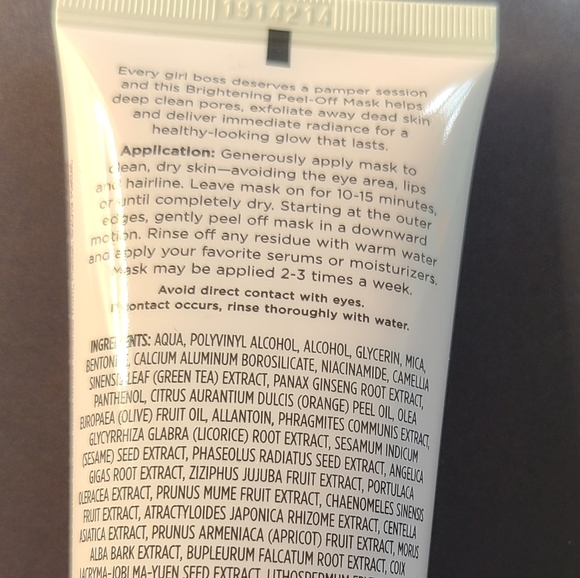 1914214
Every girl boss deserves a pamper session
and this Brightening Peel-Off Mask helps
deep clean pores, exfoliate away dead skin
and deliver immediate radiance for a
healthy-looking glow that lasts.
Application: Generously apply mask to
clean, dry skin—avoiding the eye area, lips
and hairline. Leave mask on for 10-15 minutes,
or until completely dry. Starting at the outer
edges, gently peel off mask in a downward
motion. Rinse off any residue with warm water
and apply your favorite serums or moisturizers.
Mask may be applied 2-3 times a week.
Avoid direct contact with eyes.
If contact occurs, rinse thoroughly with water.
INGREDIENTS: AQUA, POLYVINYL ALCOHOL, ALCOHOL, GLYCERIN, MICA,
BENTONITE, CALCIUM ALUMINUM BOROSILICATE, NIACINAMIDE, CAMELLIA
SINENSIS LEAF (GREEN TEA) EXTRACT, PANAX GINSENG ROOT EXTRACT,
PANTHENOL, CITRUS AURANTIUM DULCIS (ORANGE) PEEL OIL, OLEA
EUROPAEA (OLIVE) FRUIT OIL, ALLANTOIN, PHRAGMITES COMMUNIS EXTRACT,
GLYCYRRHIZA GLABRA (LICORICE) ROOT EXTRACT, SESAMUM INDICUM
(SESAME) SEED EXTRACT, PHASEOLUS RADIATUS SEED EXTRACT, ANGELICA
GIGAS ROOT EXTRACT, ZIZIPHUS JUJUBA FRUIT EXTRACT, PORTULACA
OLERACEA EXTRACT, PRUNUS MUME FRUIT EXTRACT, CHAENOMELES SINENSIS
FRUIT EXTRACT, ATRACTYLODES JAPONICA RHIZOME EXTRACT, CENTELLA
ASIATICA EXTRACT, PRUNUS ARMENIACA (APRICOT) FRUIT EXTRACT, MORUS
ALBA BARK EXTRACT, BUPLEURUM FALCATUM ROOT EXTRACT, COIX
LACRYMA-JOBI MA-YUEN SEED EXTRACT, LITHOSPERMUM